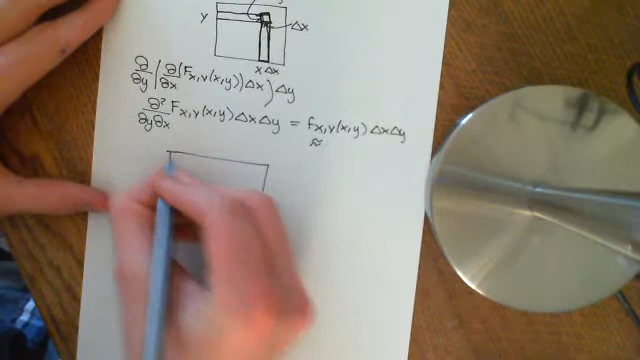 y
Δx
x Δx
∂/∂y (∂/∂x (F_{X,Y}(x,y)) Δx) Δy
∂²/∂y∂x F_{X,Y}(x,y) Δx Δy = f_{X,Y}(x,y) Δx Δy
≈